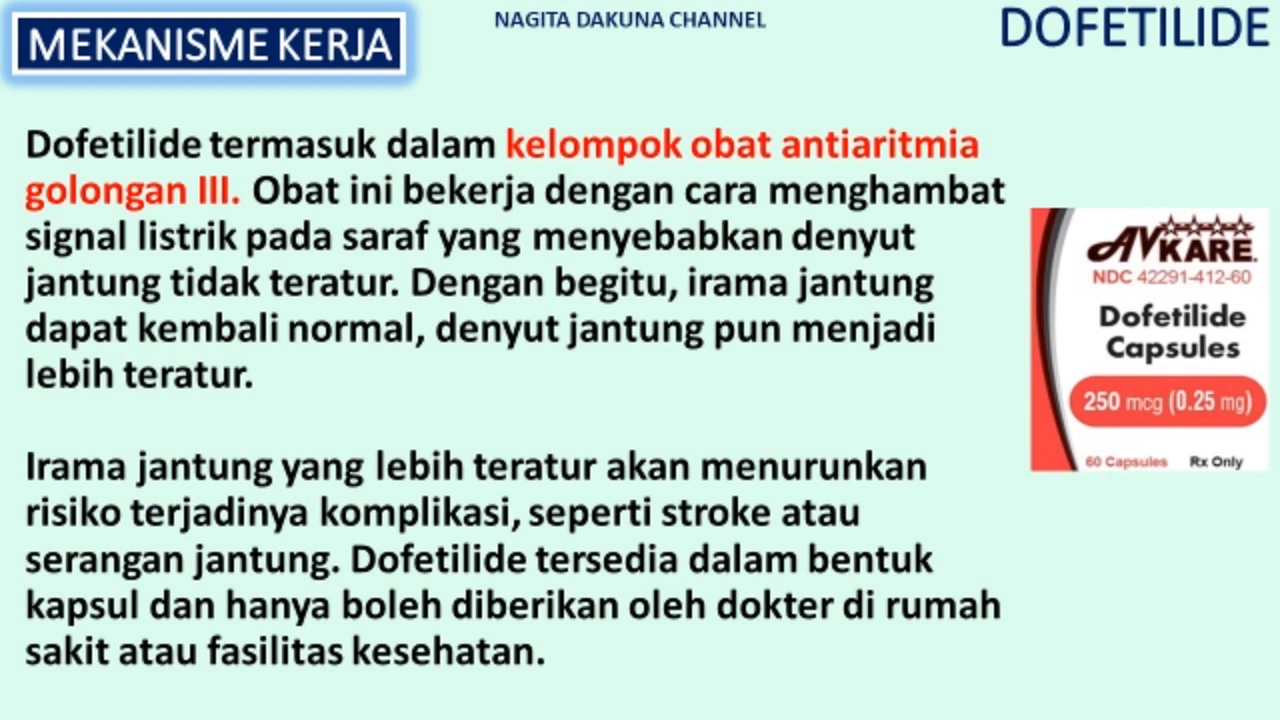 MEKANISME KERJA
NAGITA DAKUNA CHANNEL
DOFETILIDE
Dofetilide termasuk dalam kelompok obat antiaritmia
golongan III. Obat ini bekerja dengan cara menghambat
signal listrik pada saraf yang menyebabkan denyut
jantung tidak teratur. Dengan begitu, irama jantung
dapat kembali normal, denyut jantung pun menjadi
lebih teratur.
Irama jantung yang lebih teratur akan menurunkan
risiko terjadinya komplikasi, seperti stroke atau
serangan jantung. Dofetilide tersedia dalam bentuk
kapsul dan hanya boleh diberikan oleh dokter di rumah
sakit atau fasilitas kesehatan.
AVKARE.
NDC 42291-412-60
Dofetilide
Capsules
250 mcg (0.25 mg)
60 Capsules Rx Only